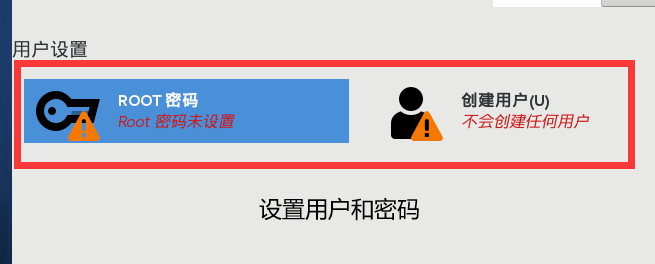 用户设置
ROOT 密码
Root 密码未设置
创建用户(U)
不会创建任何用户
设置用户和密码